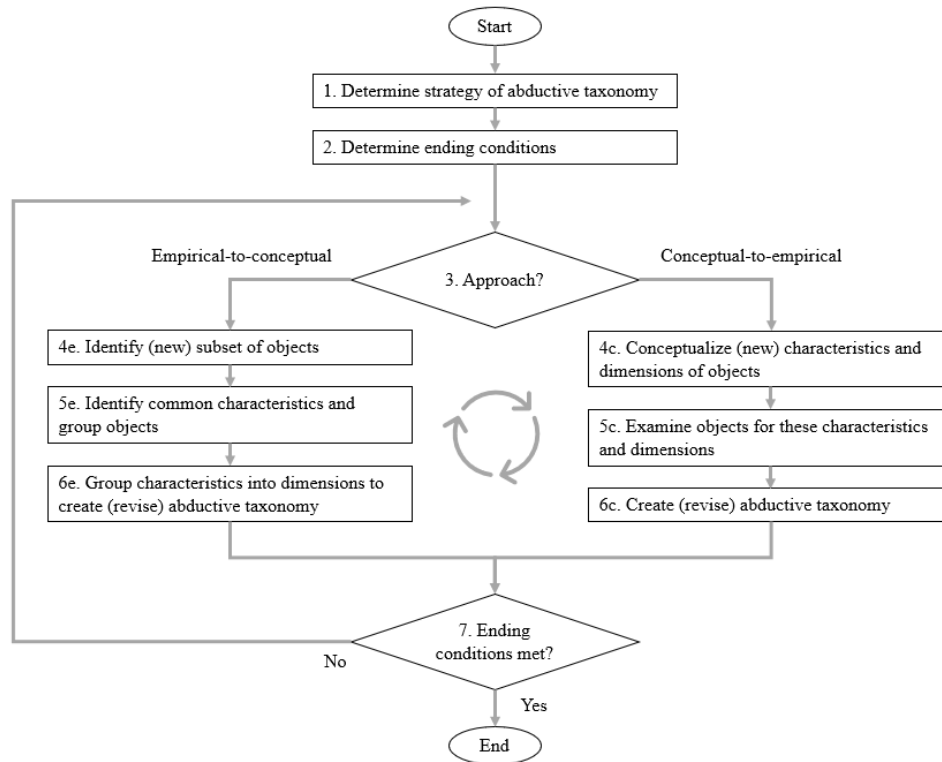 Start
1. Determine strategy of abductive taxonomy
2. Determine ending conditions
Empirical-to-conceptual
Conceptual-to-empirical
3. Approach?
4e. Identify (new) subset of objects
5e. Identify common characteristics and
group objects
6e. Group characteristics into dimensions to
create (revise) abductive taxonomy
4c. Conceptualize (new) characteristics and
dimensions of objects
5c. Examine objects for these characteristics
and dimensions
6c. Create (revise) abductive taxonomy
7. Ending
conditions met?
No
Yes
End